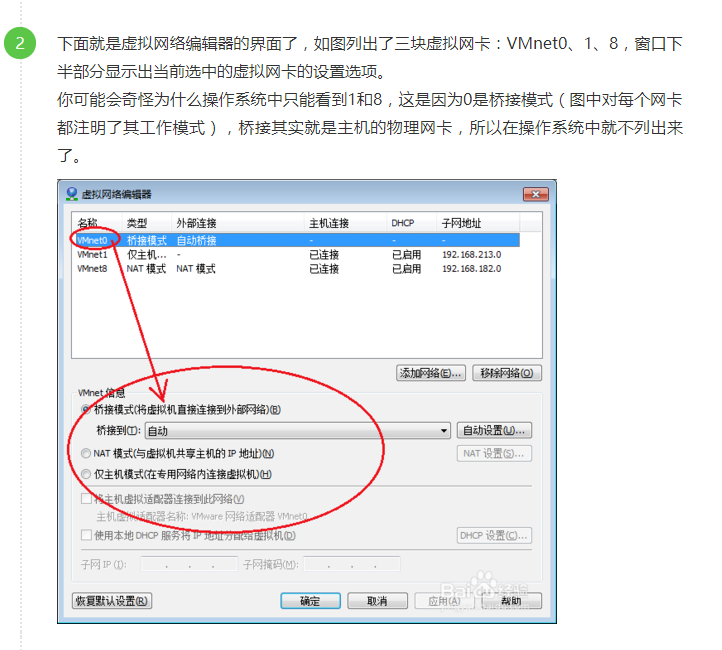 2
下面就是虚拟网络编辑器的界面了，如图列出了三块虚拟网卡：VMnet0、1、8，窗口下
半部分显示出当前选中的虚拟网卡的设置选项。
你可能会奇怪为什么操作系统中只能看到1和8，这是因为0是桥接模式（图中对每个网卡
都注明了其工作模式），桥接其实就是主机的物理网卡，所以在操作系统中就不列出来
了。
虚拟网络编辑器
名称 类型 外部连接 主机连接 DHCP 子网地址
VMnet0 桥接模式 自动桥接 - - -
VMnet1 仅主机... - 已连接 已启用 192.168.213.0
VMnet8 NAT 模式 NAT 模式 已连接 已启用 192.168.182.0
添加网络(E)... 移除网络(O)
VMnet 信息
桥接模式(将虚拟机直接连接到外部网络)(B)
桥接到(T): 自动 自动设置(U)...
NAT 模式(与虚拟机共享主机的 IP 地址)(N) NAT 设置(S)...
仅主机模式(在专用网络内连接虚拟机)(H)
将主机虚拟适配器连接到此网络(V)
主机虚拟适配器名称: VMware 网络适配器 VMnet0
使用本地 DHCP 服务将 IP 地址分配给虚拟机(D) DHCP 设置(C)...
子网 IP (I): . . . 子网掩码(M): . . .
恢复默认设置(R) 确定 取消 应用(A) 帮助
Baidu经验